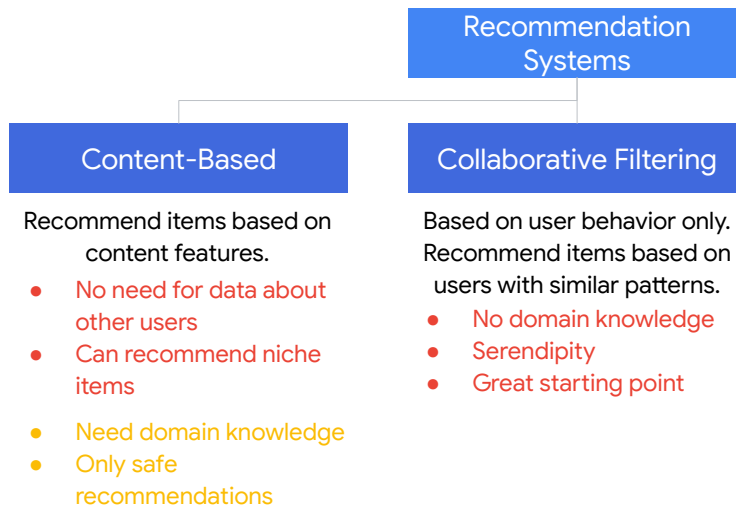 Recommendation
Systems
Content-Based
Recommend items based on
content features.
● No need for data about
other users
● Can recommend niche
items
● Need domain knowledge
● Only safe
recommendations
Collaborative Filtering
Based on user behavior only.
Recommend items based on
users with similar patterns.
● No domain knowledge
● Serendipity
● Great starting point